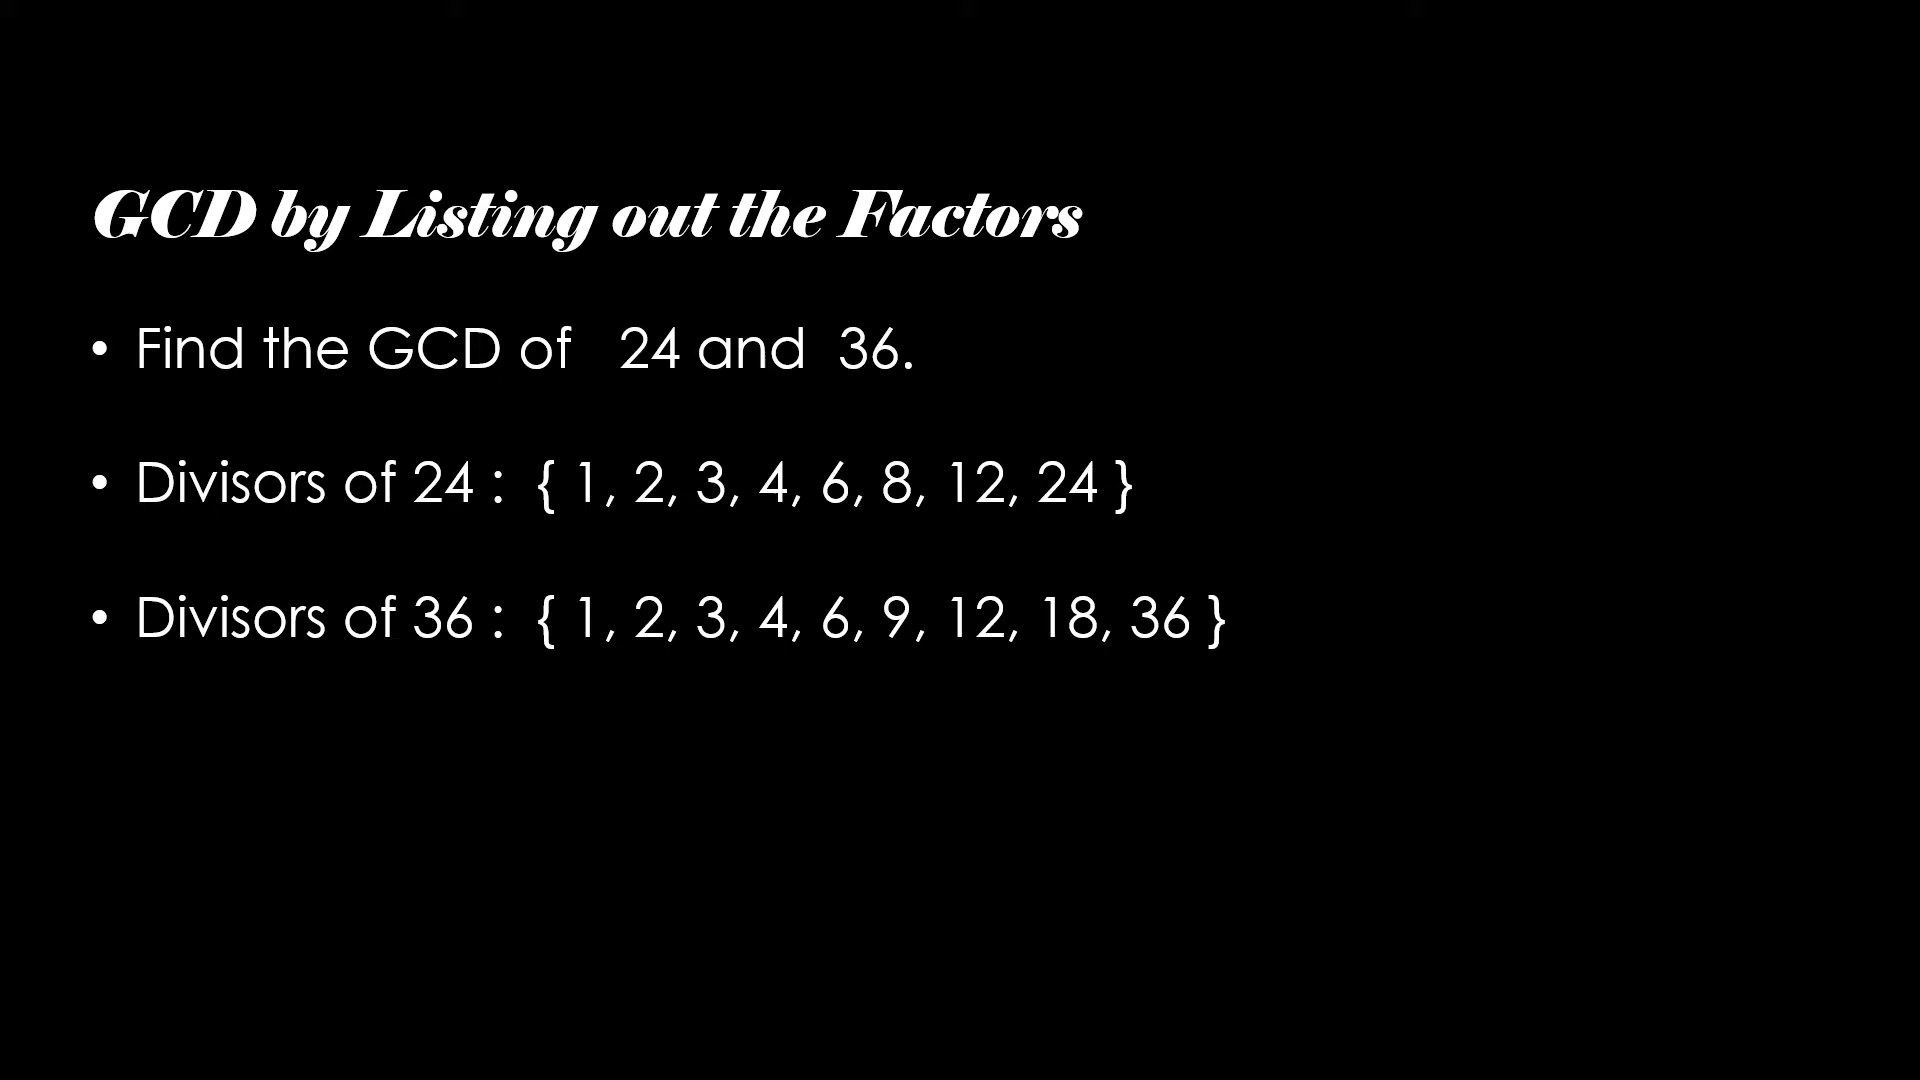 GCD by Listing out the Factors
• Find the GCD of 24 and 36.
• Divisors of 24 : { 1, 2, 3, 4, 6, 8, 12, 24 }
• Divisors of 36 : { 1, 2, 3, 4, 6, 9, 12, 18, 36 }